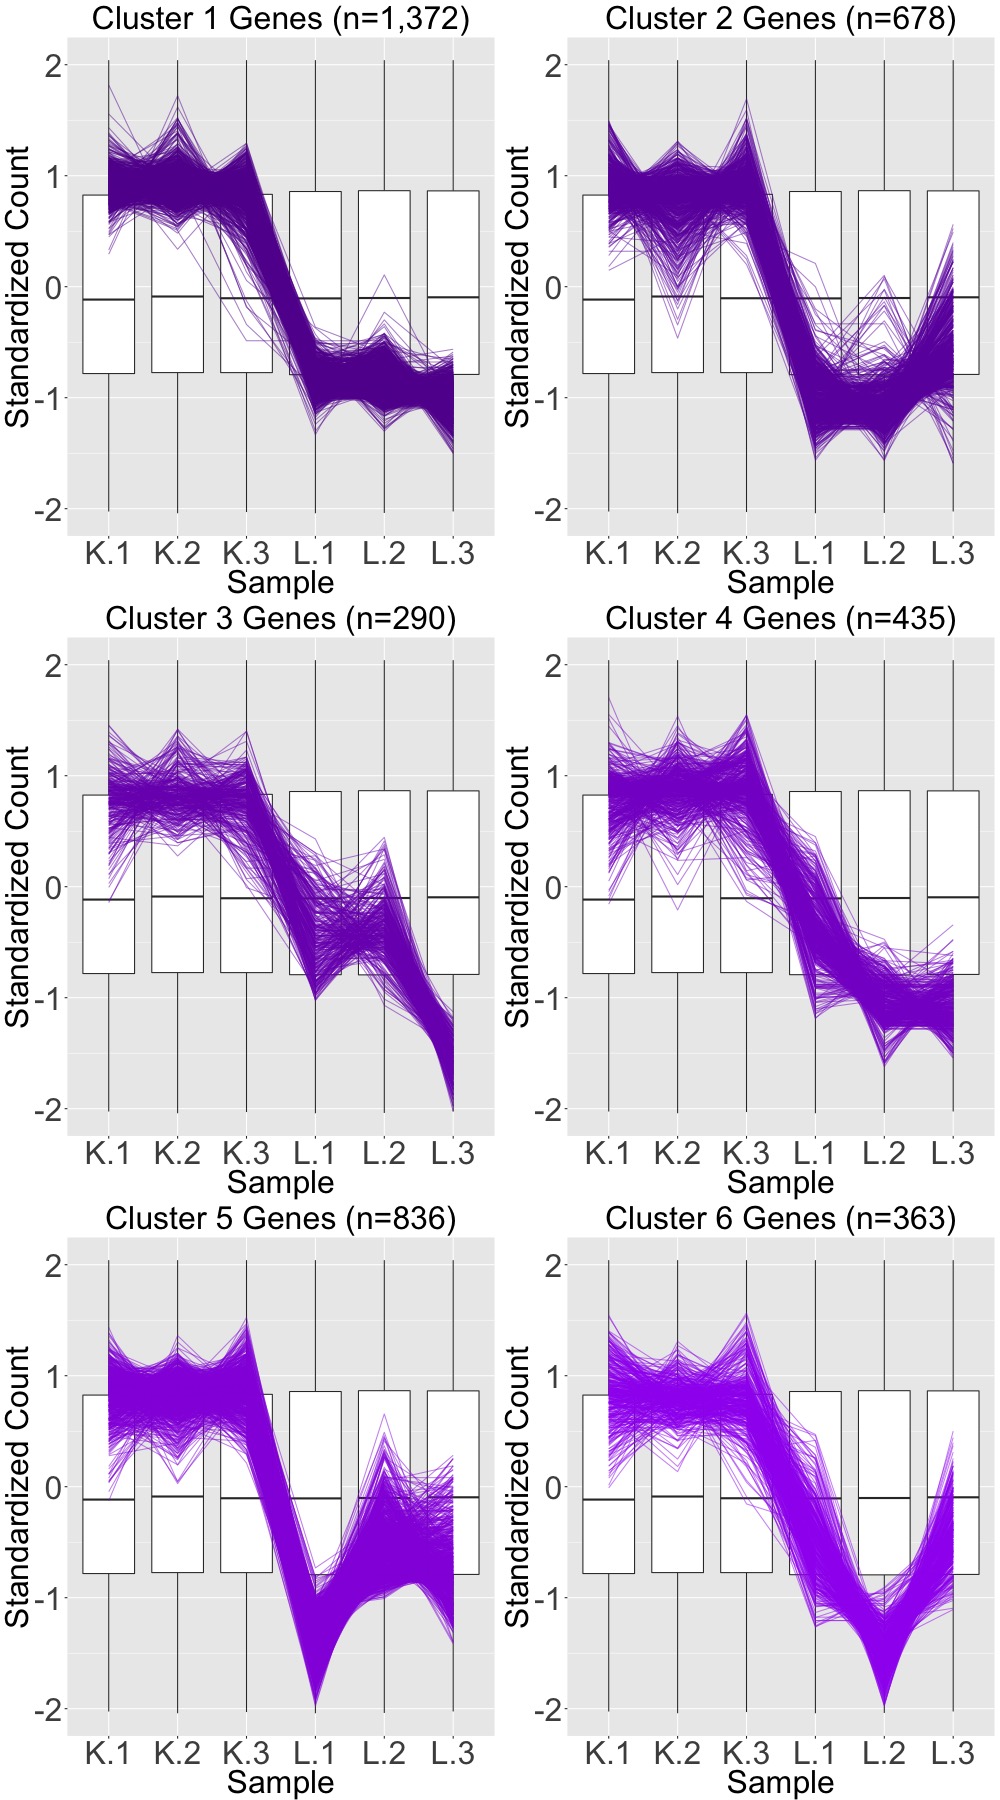 Cluster 1 Genes (n=1,372)
Standardized Count
2
1
0
-1
-2
K.1 K.2 K.3 L.1 L.2 L.3
Sample
Cluster 2 Genes (n=678)
Standardized Count
2
1
0
-1
-2
K.1 K.2 K.3 L.1 L.2 L.3
Sample
Cluster 3 Genes (n=290)
Standardized Count
2
1
0
-1
-2
K.1 K.2 K.3 L.1 L.2 L.3
Sample
Cluster 4 Genes (n=435)
Standardized Count
2
1
0
-1
-2
K.1 K.2 K.3 L.1 L.2 L.3
Sample
Cluster 5 Genes (n=836)
Standardized Count
2
1
0
-1
-2
K.1 K.2 K.3 L.1 L.2 L.3
Sample
Cluster 6 Genes (n=363)
Standardized Count
2
1
0
-1
-2
K.1 K.2 K.3 L.1 L.2 L.3
Sample